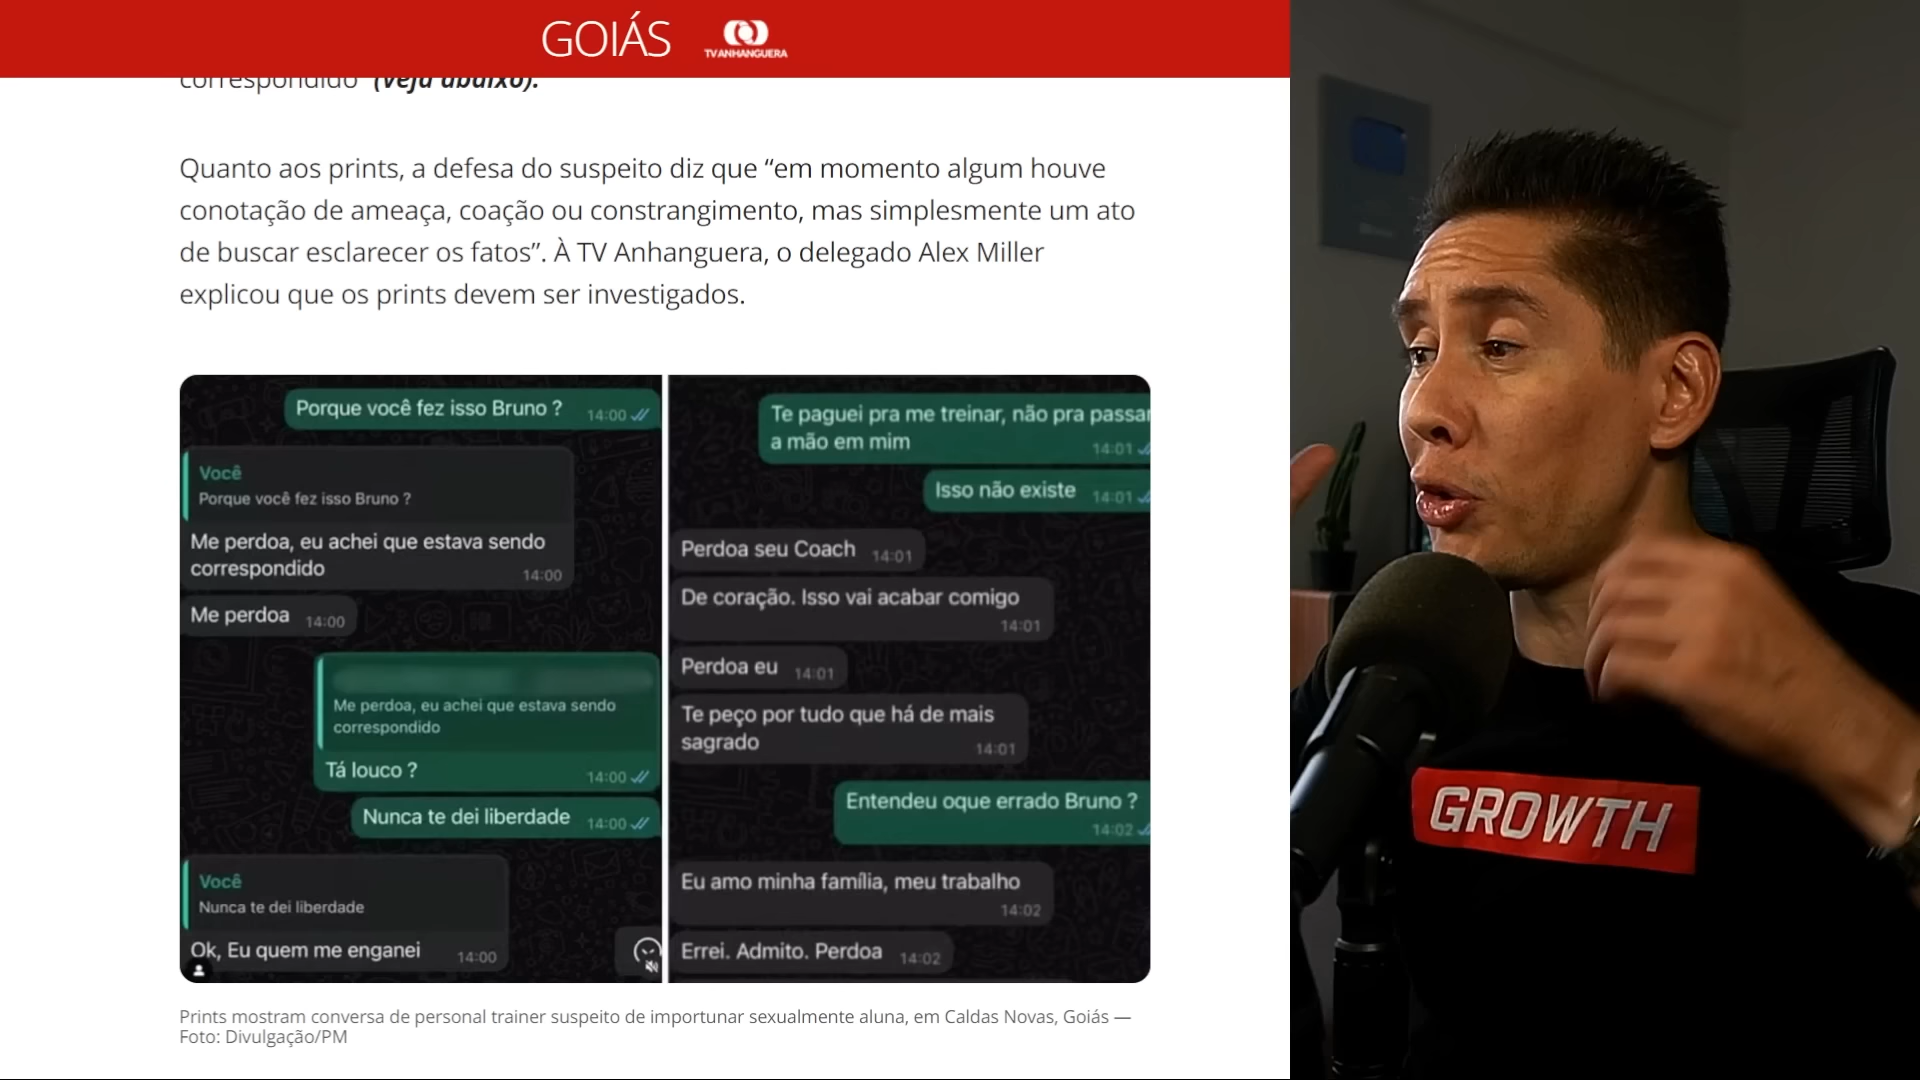 GOIÁS
TV ANHANGUERA
correspondido" (veja abaixo).
Quanto aos prints, a defesa do suspeito diz que “em momento algum houve
conotação de ameaça, coação ou constrangimento, mas simplesmente um ato
de buscar esclarecer os fatos”. À TV Anhanguera, o delegado Alex Miller
explicou que os prints devem ser investigados.
Porque você fez isso Bruno ? 14:00
Você
Porque você fez isso Bruno ?
Me perdoa, eu achei que estava sendo
correspondido 14:00
Me perdoa 14:00
Me perdoa, eu achei que estava sendo
correspondido
Tá louco ? 14:00
Nunca te dei liberdade 14:00
Você
Nunca te dei liberdade
Ok, Eu quem me enganei 14:00
Te paguei pra me treinar, não pra passar
a mão em mim 14:01
Isso não existe 14:01
Perdoa seu Coach 14:01
De coração. Isso vai acabar comigo
14:01
Perdoa eu 14:01
Te peço por tudo que há de mais
sagrado 14:01
Entendeu oque errado Bruno ?
14:02
Eu amo minha família, meu trabalho
14:02
Errei. Admito. Perdoa 14:02
Prints mostram conversa de personal trainer suspeito de importunar sexualmente aluna, em Caldas Novas, Goiás —
Foto: Divulgação/PM
GROWTH